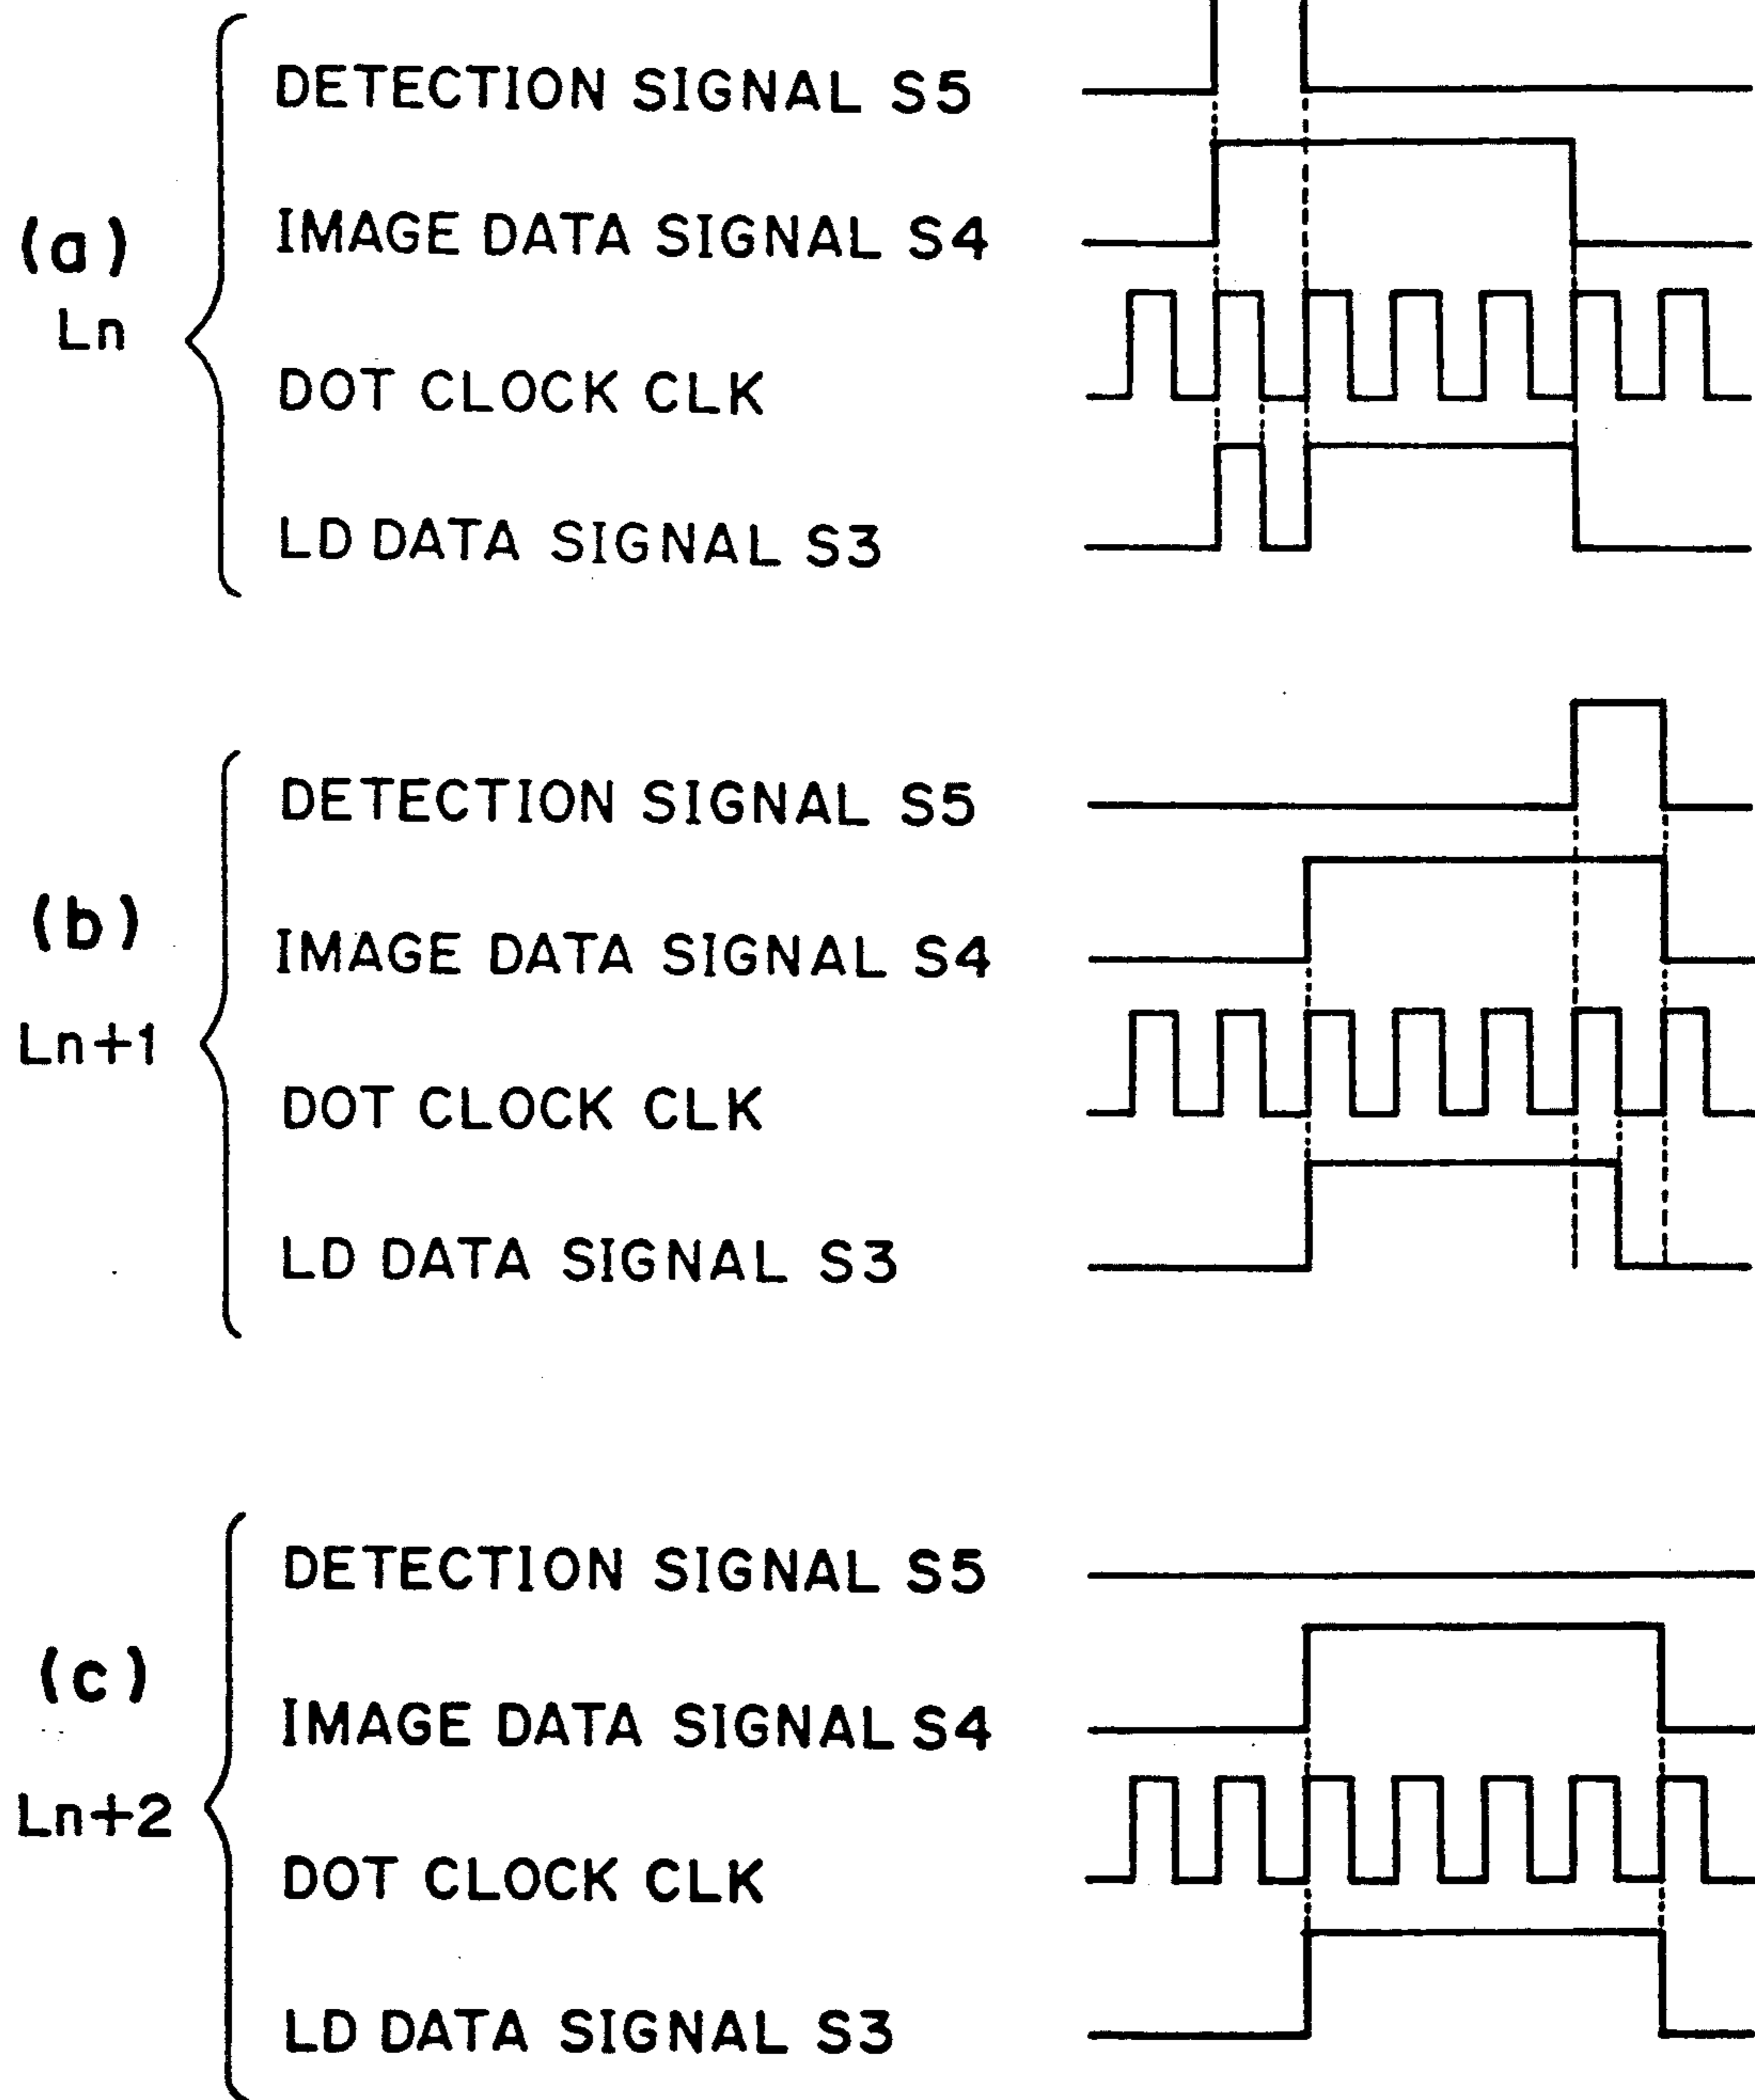 (a)
Ln
DETECTION SIGNAL S5
IMAGE DATA SIGNAL S4
DOT CLOCK CLK
LD DATA SIGNAL S3
(b)
Ln+1
DETECTION SIGNAL S5
IMAGE DATA SIGNAL S4
DOT CLOCK CLK
LD DATA SIGNAL S3
(c)
Ln+2
DETECTION SIGNAL S5
IMAGE DATA SIGNAL S4
DOT CLOCK CLK
LD DATA SIGNAL S3